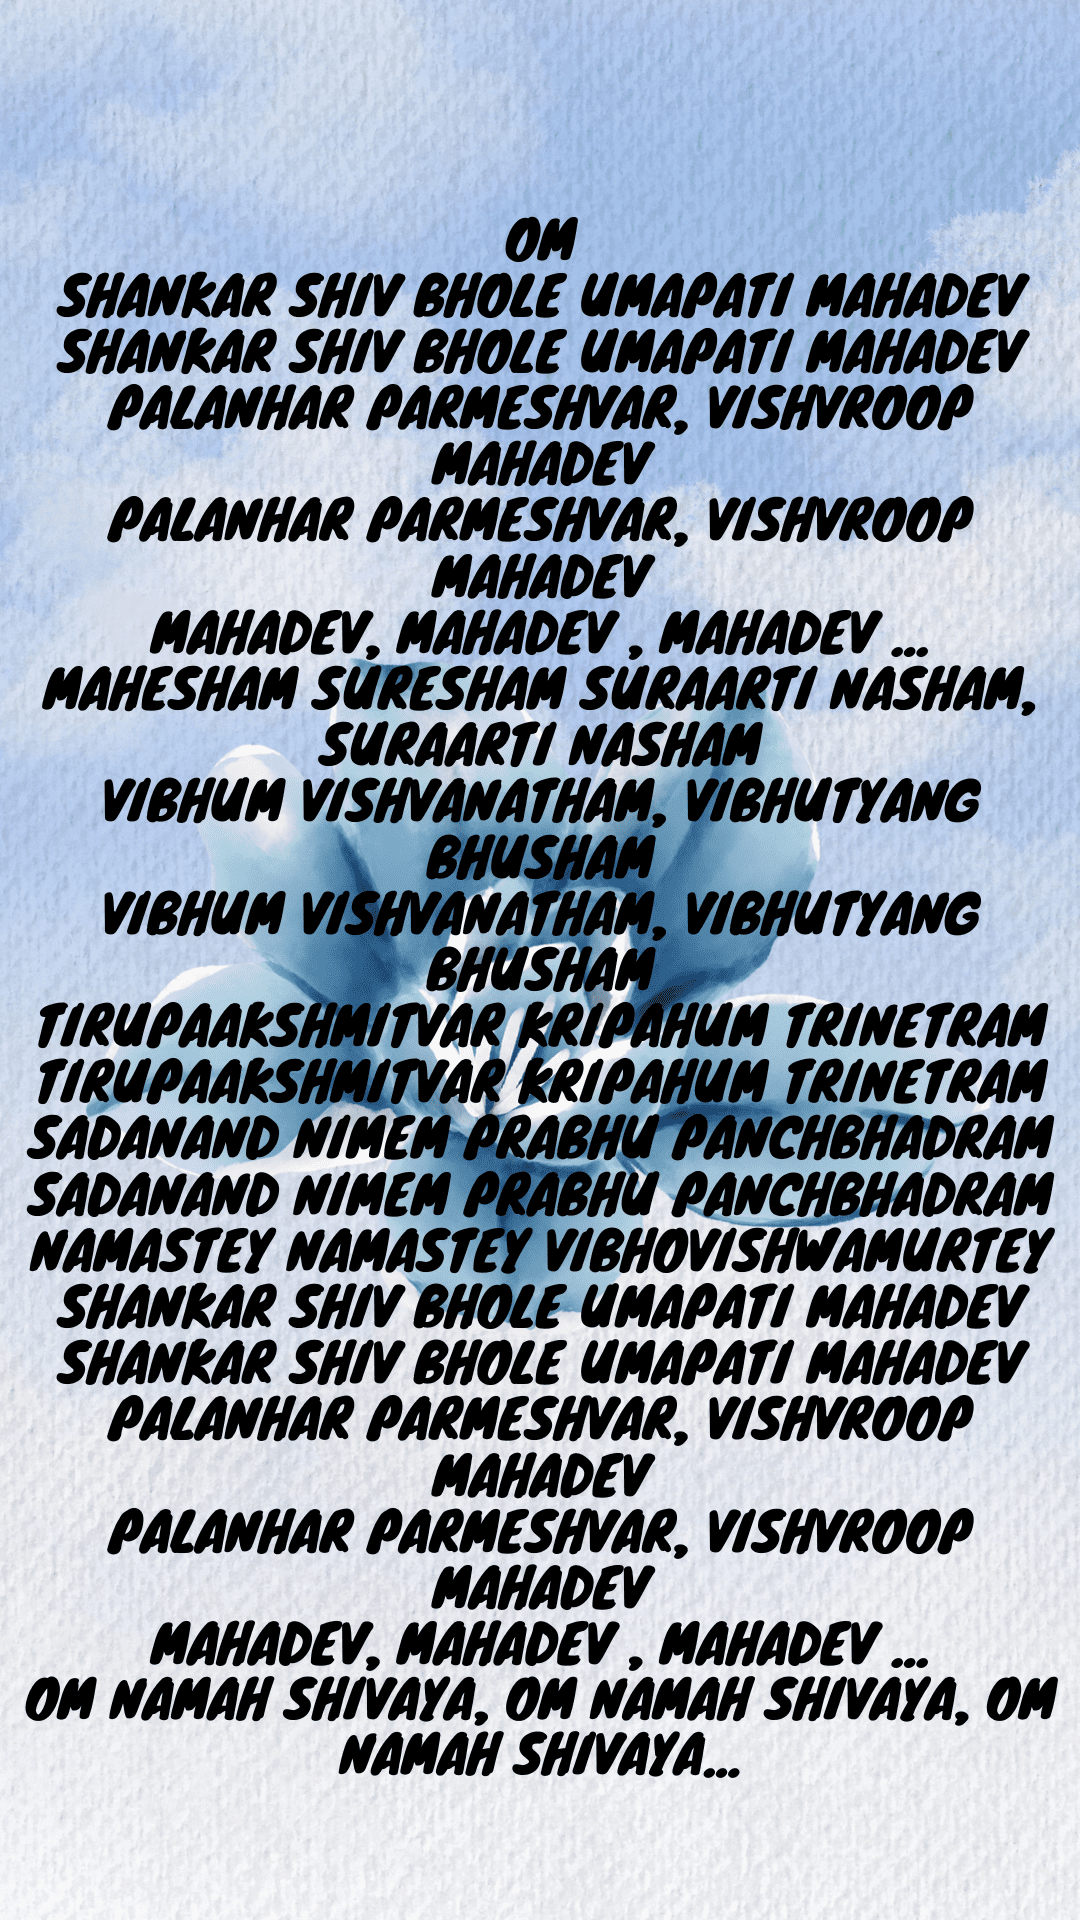 OM
SHANKAR SHIV BHOLE UMAPATI MAHADEV
SHANKAR SHIV BHOLE UMAPATI MAHADEV
PALANHAR PARMESHVAR, VISHVROOP
MAHADEV
PALANHAR PARMESHVAR, VISHVROOP
MAHADEV
MAHADEV, MAHADEV , MAHADEV ...
MAHESHAM SURESHAM SURAARTI NASHAM,
SURAARTI NASHAM
VIBHUM VISHVANATHAM, VIBHUTYANG
BHUSHAM
VIBHUM VISHVANATHAM, VIBHUTYANG
BHUSHAM
TIRUPAAKSHMITVAR KRIPAHUM TRINETRAM
TIRUPAAKSHMITVAR KRIPAHUM TRINETRAM
SADANAND NIMEM PRABHU PANCHBHADRAM
SADANAND NIMEM PRABHU PANCHBHADRAM
NAMASTEY NAMASTEY VIBHOVISHWAMURTEY
SHANKAR SHIV BHOLE UMAPATI MAHADEV
SHANKAR SHIV BHOLE UMAPATI MAHADEV
PALANHAR PARMESHVAR, VISHVROOP
MAHADEV
PALANHAR PARMESHVAR, VISHVROOP
MAHADEV
MAHADEV, MAHADEV , MAHADEV ...
OM NAMAH SHIVAYA, OM NAMAH SHIVAYA, OM
NAMAH SHIVAYA...